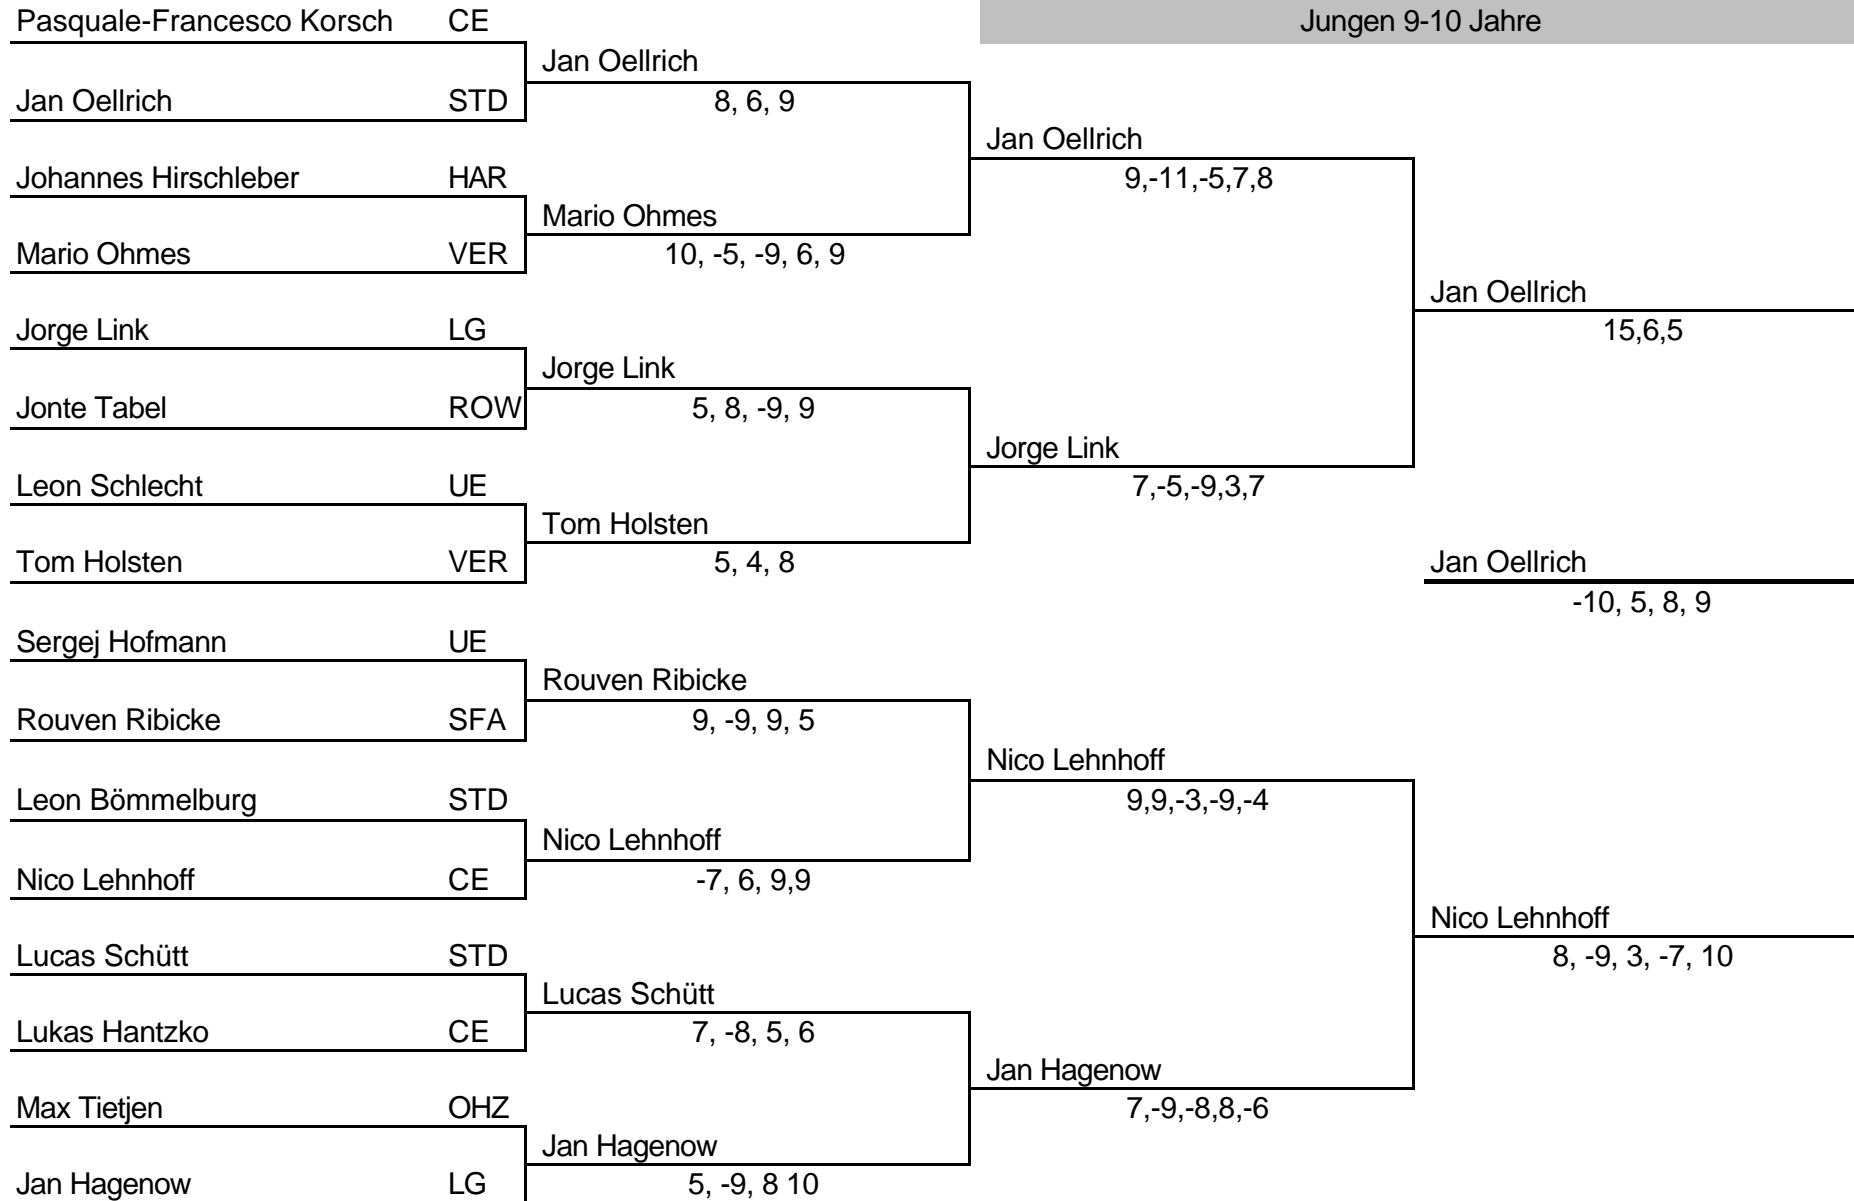 Pasquale-Francesco Korsch CE
Jungen 9-10 Jahre
Jan Oellrich
Jan Oellrich STD
8, 6, 9
Jan Oellrich
Johannes Hirschleber HAR
9,-11,-5,7,8
Mario Ohmes
Mario Ohmes VER
10, -5, -9, 6, 9
Jan Oellrich
Jorge Link LG
15,6,5
Jorge Link
Jonte Tabel ROW
5, 8, -9, 9
Jorge Link
Leon Schlecht UE
7,-5,-9,3,7
Tom Holsten
Tom Holsten VER
5, 4, 8
Jan Oellrich
-10, 5, 8, 9
Sergej Hofmann UE
Rouven Ribicke
Rouven Ribicke SFA
9, -9, 9, 5
Nico Lehnhoff
Leon Bömmelburg STD
9,9,-3,-9,-4
Nico Lehnhoff
Nico Lehnhoff CE
-7, 6, 9,9
Nico Lehnhoff
Lucas Schütt STD
8, -9, 3, -7, 10
Lucas Schütt
Lukas Hantzko CE
7, -8, 5, 6
Jan Hagenow
Max Tietjen OHZ
7,-9,-8,8,-6
Jan Hagenow
Jan Hagenow LG
5, -9, 8 10